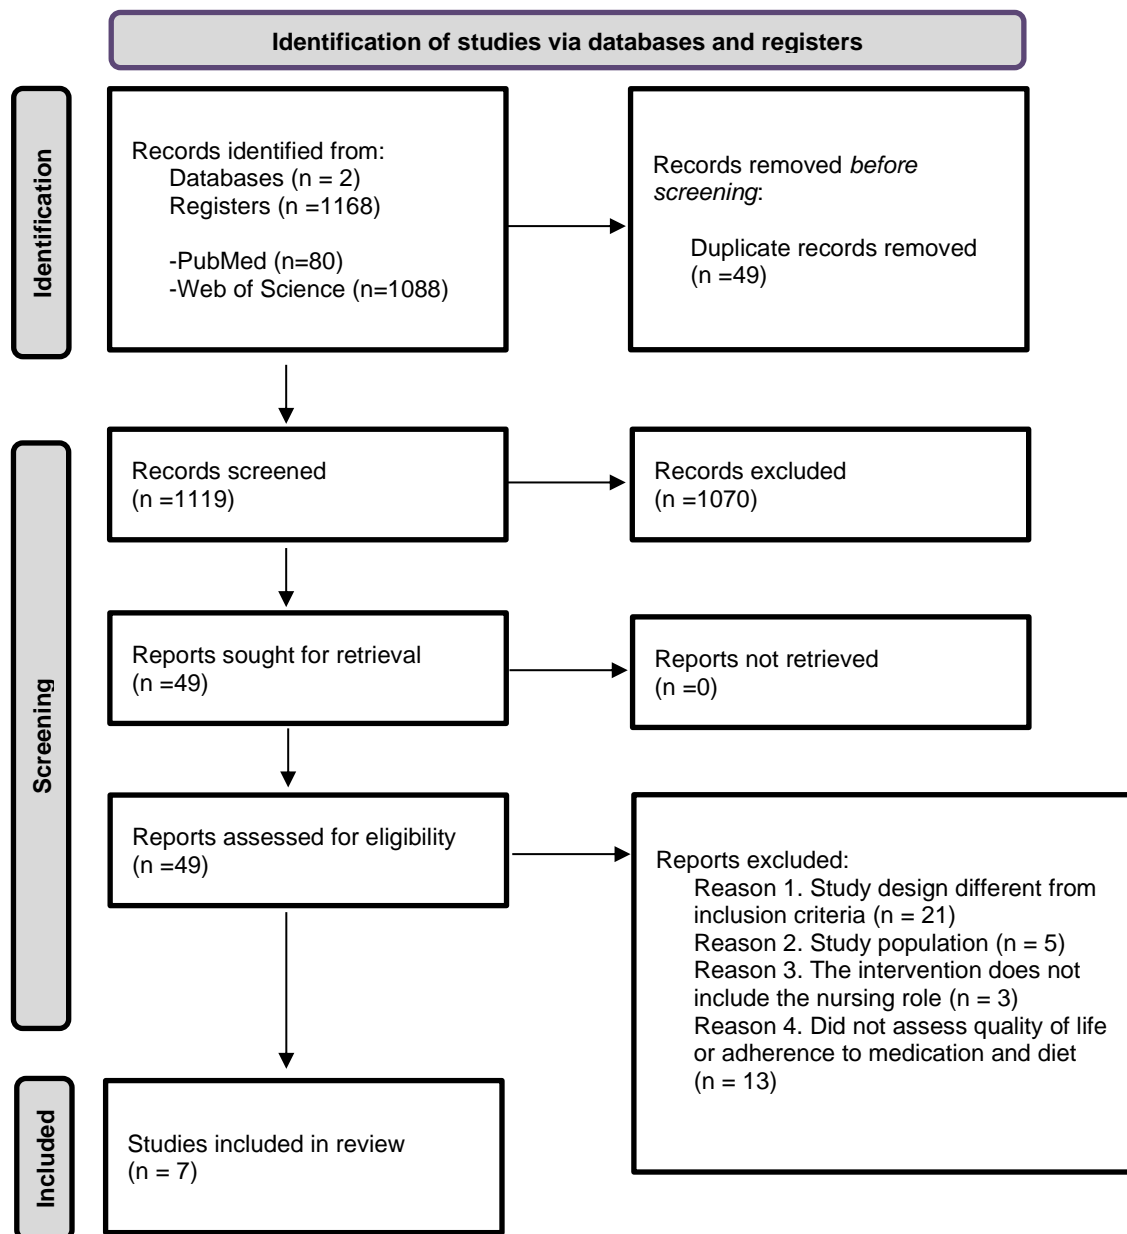 Identification of studies via databases and registers
Identification
Records identified from:
Databases (n = 2)
Registers (n =1168)
-PubMed (n=80)
-Web of Science (n=1088)
Records removed before
screening:
Duplicate records removed
(n =49)
Screening
Records screened
(n =1119)
Records excluded
(n =1070)
Reports sought for retrieval
(n =49)
Reports not retrieved
(n =0)
Reports assessed for eligibility
(n =49)
Reports excluded:
Reason 1. Study design different from
inclusion criteria (n = 21)
Reason 2. Study population (n = 5)
Reason 3. The intervention does not
include the nursing role (n = 3)
Reason 4. Did not assess quality of life
or adherence to medication and diet
(n = 13)
Included
Studies included in review
(n = 7)